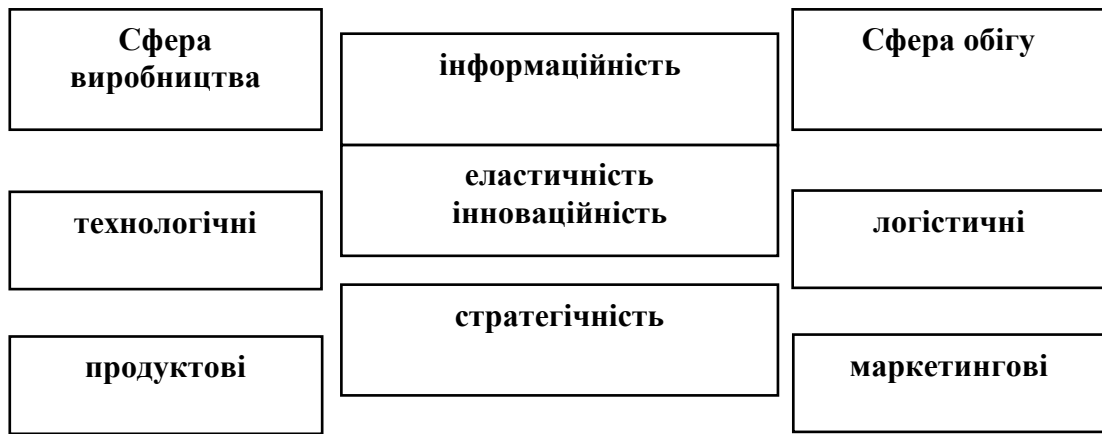 Сфера
виробництва
технологічні
продуктові
інформаційність
еластичність
інноваційність
стратегічність
Сфера обігу
логістичні
маркетингові